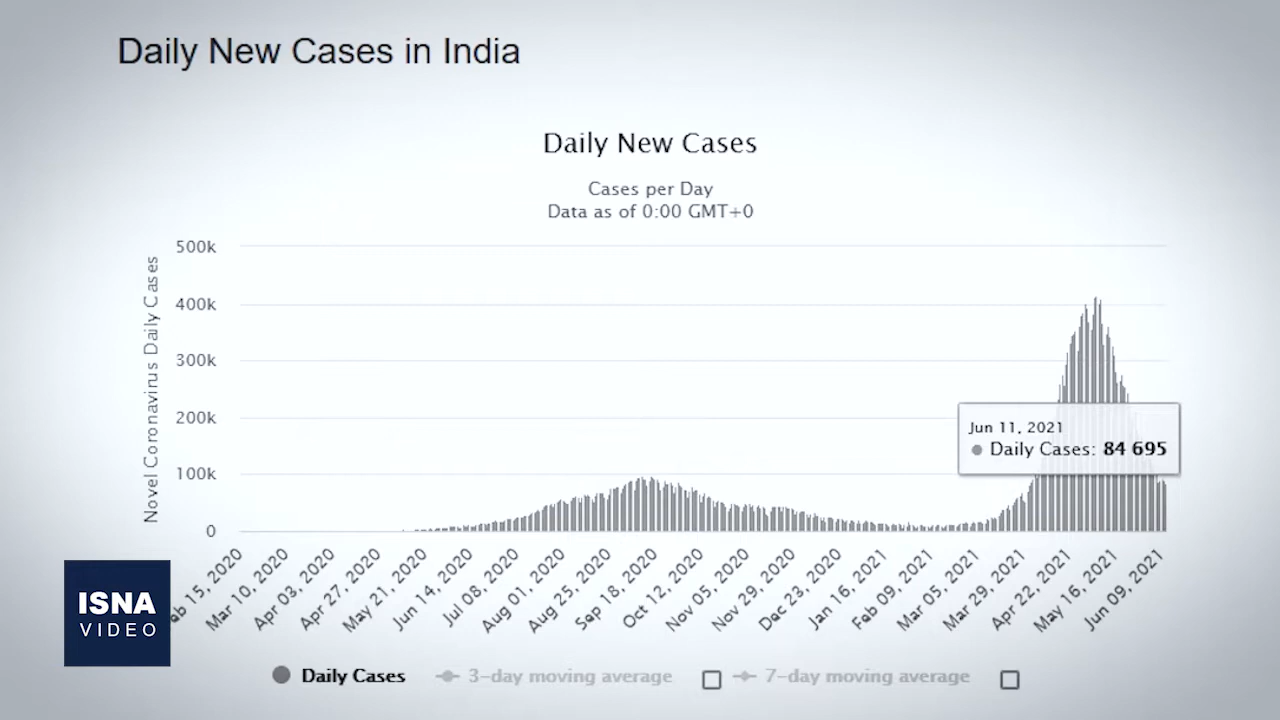 Daily New Cases in India
Daily New Cases
Cases per Day
Data as of 0:00 GMT+0
Novel Coronavirus Daily Cases
500k
400k
300k
200k
100k
0
Jun 11, 2021
Daily Cases: 84 695
eb 15, 2020
Mar 10, 2020
Apr 03, 2020
Apr 27, 2020
May 21, 2020
Jun 14, 2020
Jul 08, 2020
Aug 01, 2020
Aug 25, 2020
Sep 18, 2020
Oct 12, 2020
Nov 05, 2020
Nov 29, 2020
Dec 23, 2020
Jan 16, 2021
Feb 09, 2021
Mar 05, 2021
Mar 29, 2021
Apr 22, 2021
May 16, 2021
Jun 09, 2021
ISNA
VIDEO
Daily Cases
3-day moving average
7-day moving average